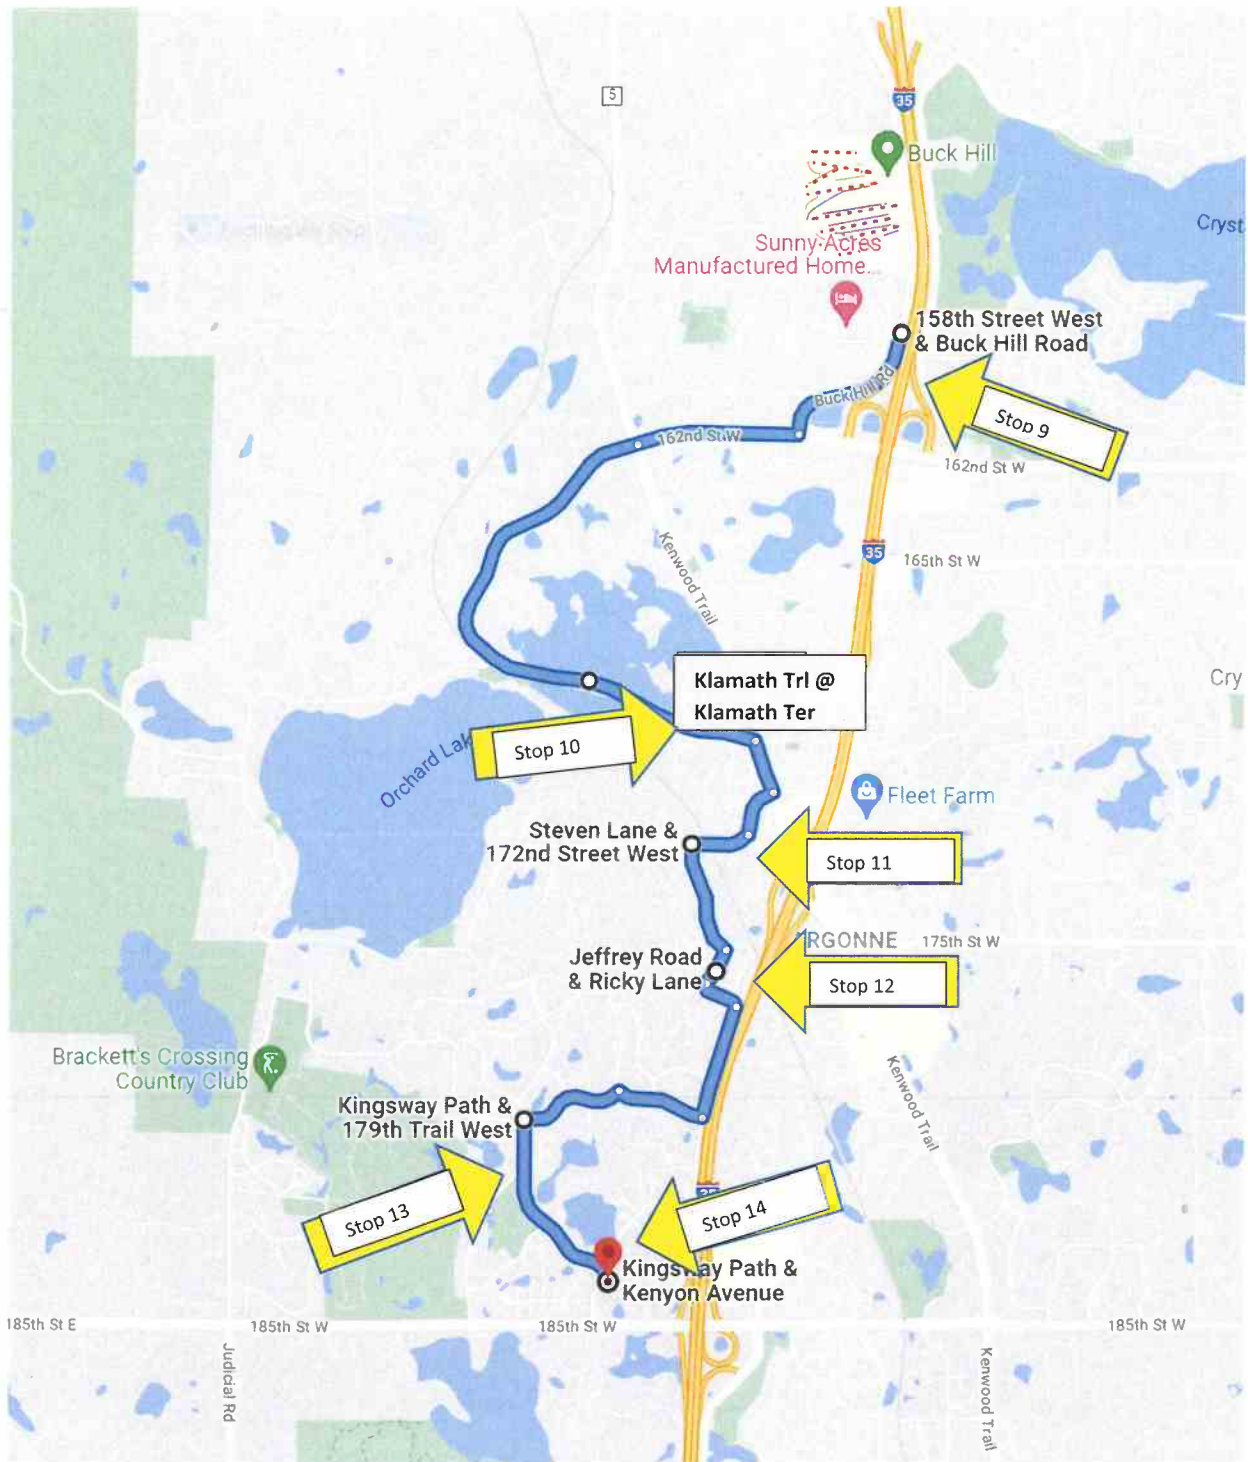 5
35
Buck Hill
Cryst
Sunny Acres
Manufactured Home...
158th Street West
& Buck Hill Road
Buck Hill Rd
Stop 9
162nd St W
162nd St W
35
165th St W
Kenwood Trail
Klamath Trl @
Klamath Ter
Cry
Stop 10
Orchard Lak
Fleet Farm
Steven Lane &
172nd Street West
Stop 11
RGONNE
175th St W
Jeffrey Road
& Ricky Lane
Stop 12
Brackett's Crossing
Country Club
Kenwood Trail
Kingsway Path &
179th Trail West
Stop 13
Stop 14
Kingsway Path &
Kenyon Avenue
185th St E
185th St W
185th St W
185th St W
Judicial Rd
Kenwood Trail